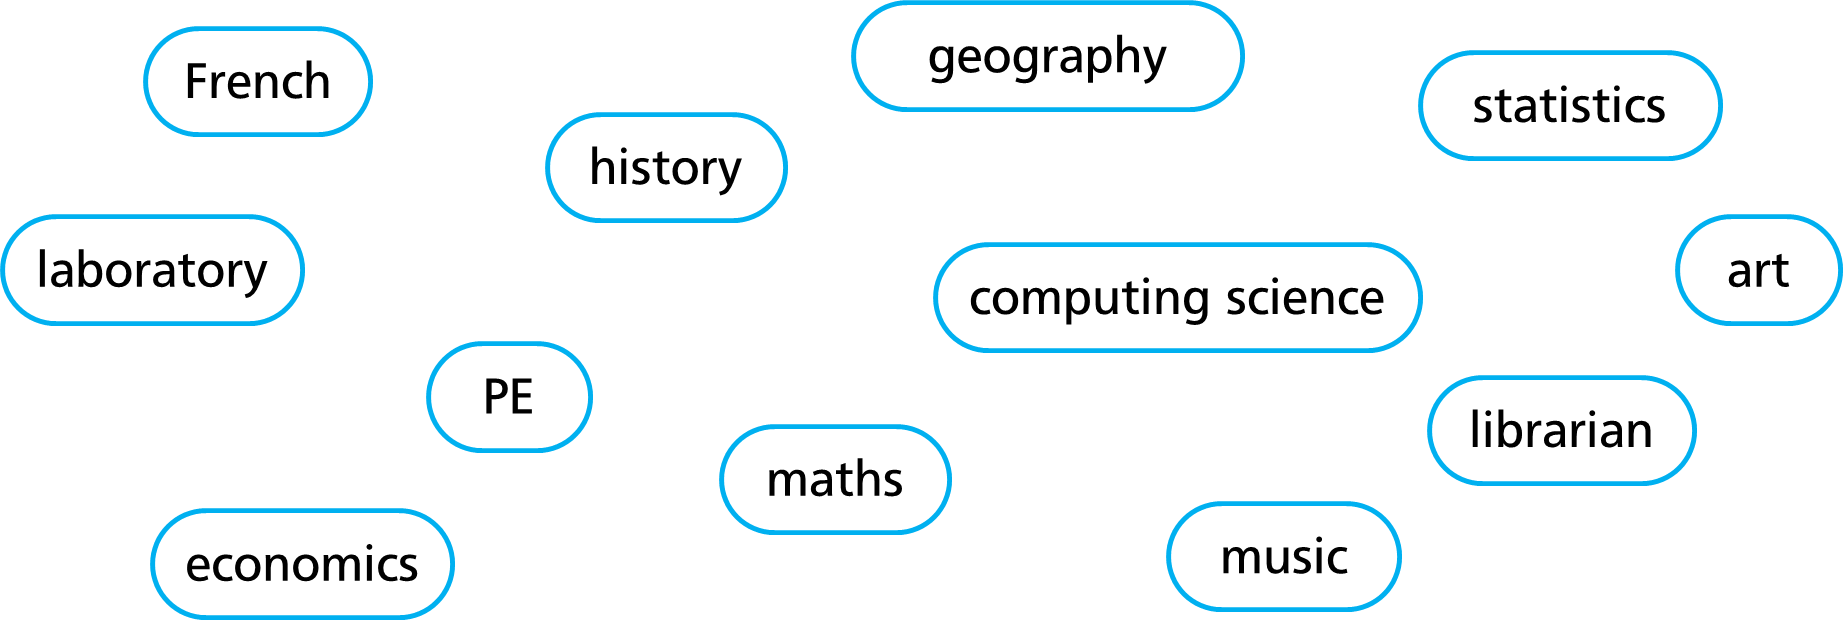 geography
French
statistics
history
laboratory
computing science
art
PE
librarian
maths
music
economics